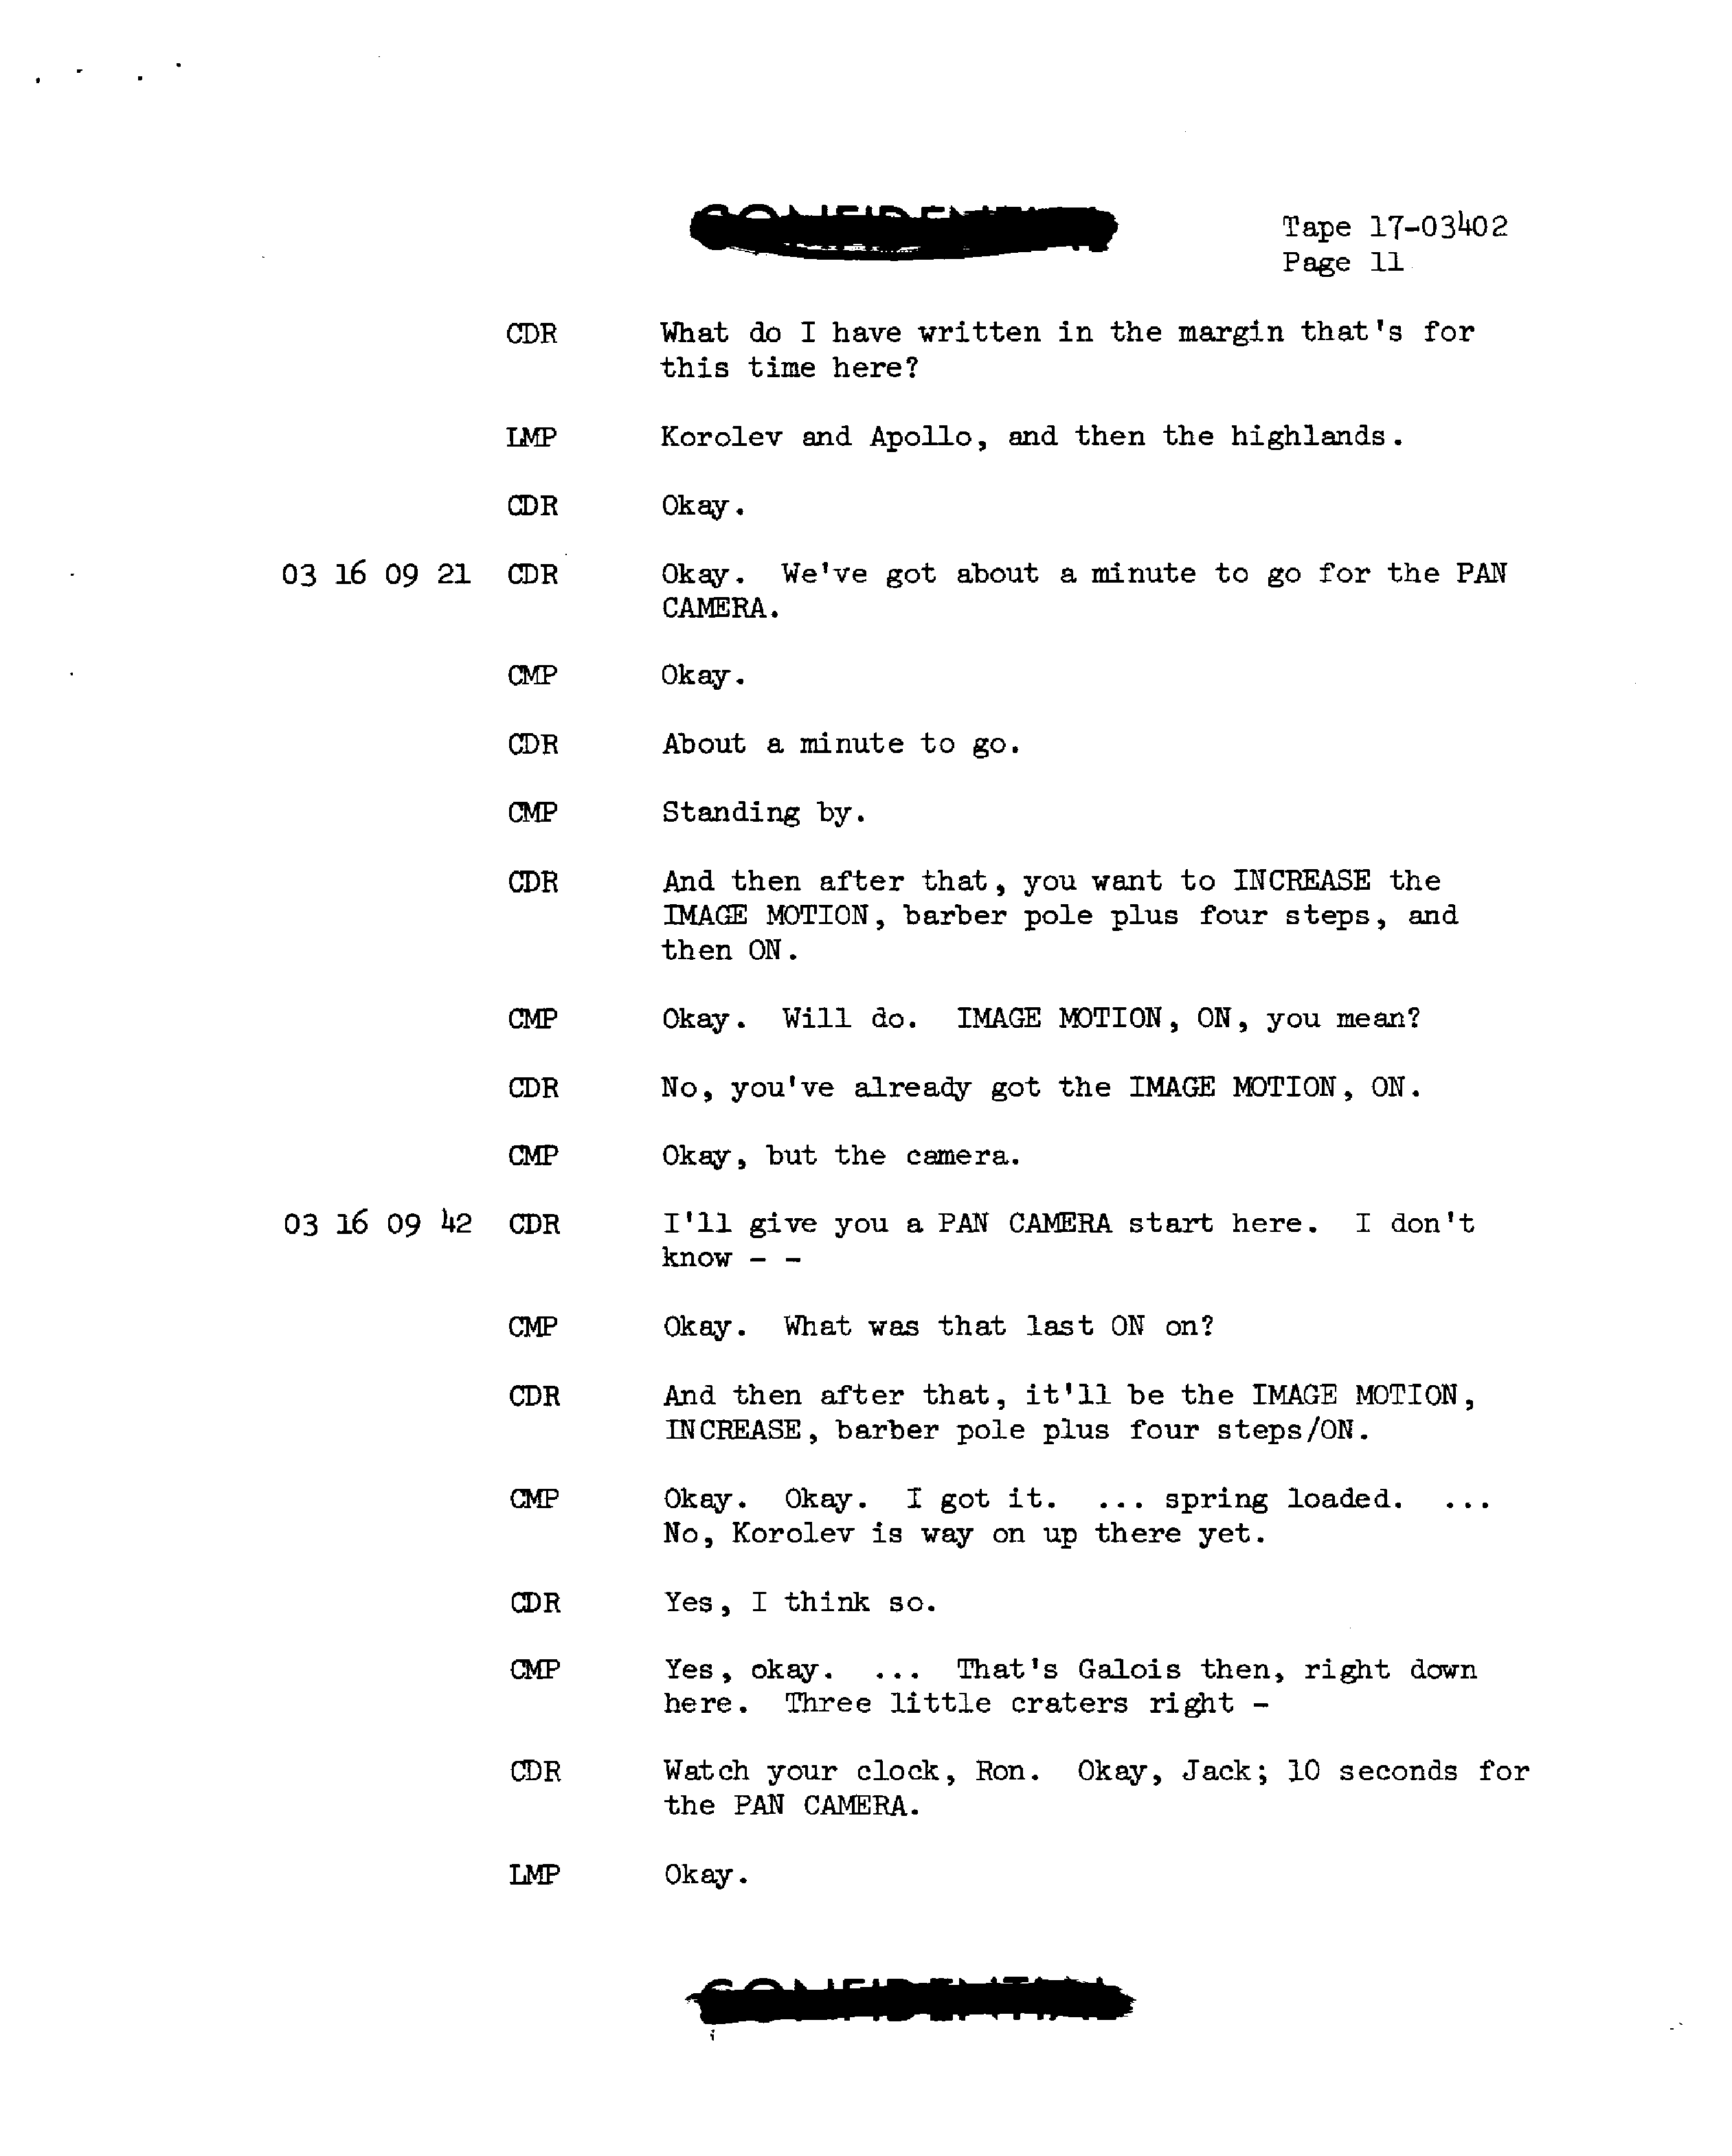 Tape 17-03402
Page 11
CDR What do I have written in the margin that's for
this time here?
LMP Korolev and Apollo, and then the highlands.
CDR Okay.
03 16 09 21 CDR Okay. We've got about a minute to go for the PAN
CAMERA.
CMP Okay.
CDR About a minute to go.
CMP Standing by.
CDR And then after that, you want to INCREASE the
IMAGE MOTION, barber pole plus four steps, and
then ON.
CMP Okay. Will do. IMAGE MOTION, ON, you mean?
CDR No, you've already got the IMAGE MOTION, ON.
CMP Okay, but the camera.
03 16 09 42 CDR I'll give you a PAN CAMERA start here. I don't
know - -
CMP Okay. What was that last ON on?
CDR And then after that, it'll be the IMAGE MOTION,
INCREASE, barber pole plus four steps/ON.
CMP Okay. Okay. I got it. ... spring loaded. ...
No, Korolev is way on up there yet.
CDR Yes, I think so.
CMP Yes, okay. ... That's Galois then, right down
here. Three little craters right -
CDR Watch your clock, Ron. Okay, Jack; 10 seconds for
the PAN CAMERA.
LMP Okay.